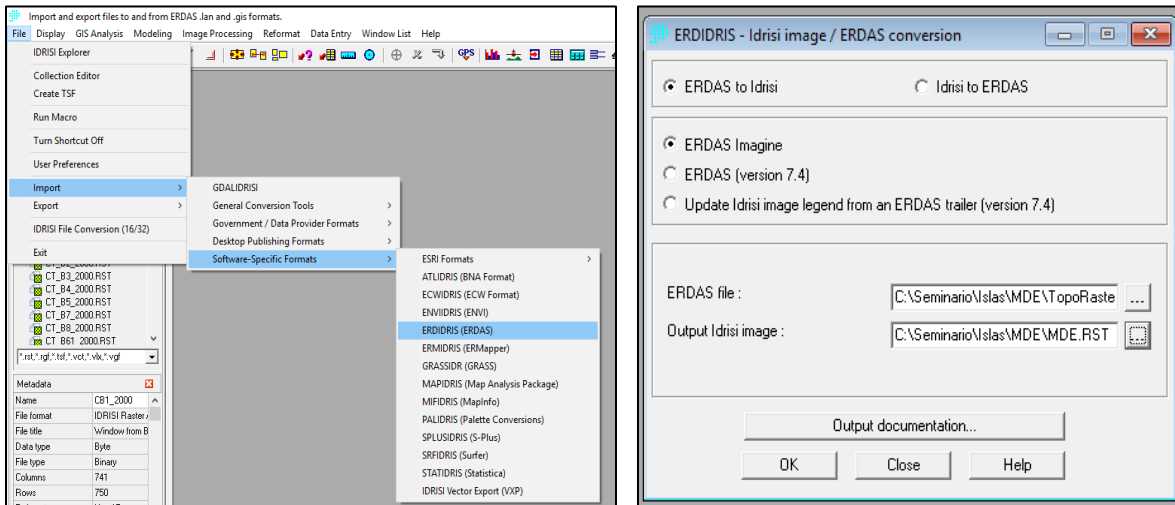 Import and export files to and from ERDAS .lan and .gis formats.
File Display GIS Analysis Modeling Image Processing Reformat Data Entry Window List Help
IDRISI Explorer
Collection Editor
Create TSF
Run Macro
Turn Shortcut Off
User Preferences
Import
Export
IDRISI File Conversion (16/32)
Exit
GPS
GDALIDRISI
General Conversion Tools
Government / Data Provider Formats
Desktop Publishing Formats
Software-Specific Formats
ESRI Formats
ATLIDRIS (BNA Format)
ECWIDRIS (ECW Format)
ENVIIDRIS (ENVI)
ERDIDRIS (ERDAS)
ERMIDRIS (ERMapper)
GRASSIDR (GRASS)
MAPIDRIS (Map Analysis Package)
MIFIDRIS (MapInfo)
PALIDRIS (Palette Conversions)
SPLUSIDRIS (S-Plus)
SRFIDRIS (Surfer)
STATIDRIS (Statistica)
IDRISI Vector Export (VXP)
CT_B3_2000.RST
CT_B4_2000.RST
CT_B5_2000.RST
CT_B7_2000.RST
CT_B8_2000.RST
CT_B61_2000.RST
*.rst,*.rgf,*.tsf,*.vct,*.vlx,*.vgf
Metadata
Name CB1_2000
File format IDRISI Raster
File title Window from B
Data type Byte
File type Binary
Columns 741
Rows 750
ERDIDRIS - Idrisi image / ERDAS conversion
ERDAS to Idrisi Idrisi to ERDAS
ERDAS Imagine
ERDAS (version 7.4)
Update Idrisi image legend from an ERDAS trailer (version 7.4)
ERDAS file : C:\Seminario\Islas\MDE\TopoRaste ...
Output Idrisi image : C:\Seminario\Islas\MDE\MDE.RST ...
Output documentation...
OK Close Help